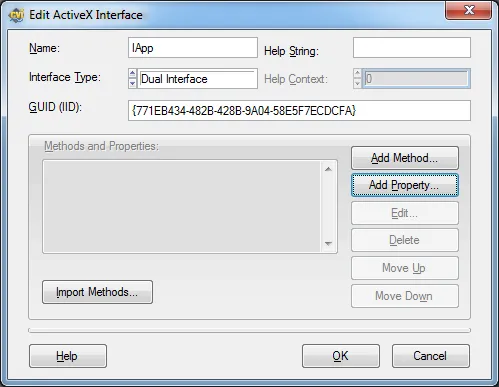 Edit ActiveX Interface
Name: IApp Help String:
Interface Type: Dual Interface Help Context: 0
GUID (IID): {771EB434-482B-428B-9A04-58E5F7ECDCFA}
Methods and Properties:
Add Method...
Add Property...
Edit...
Delete
Move Up
Import Methods... Move Down
Help OK Cancel